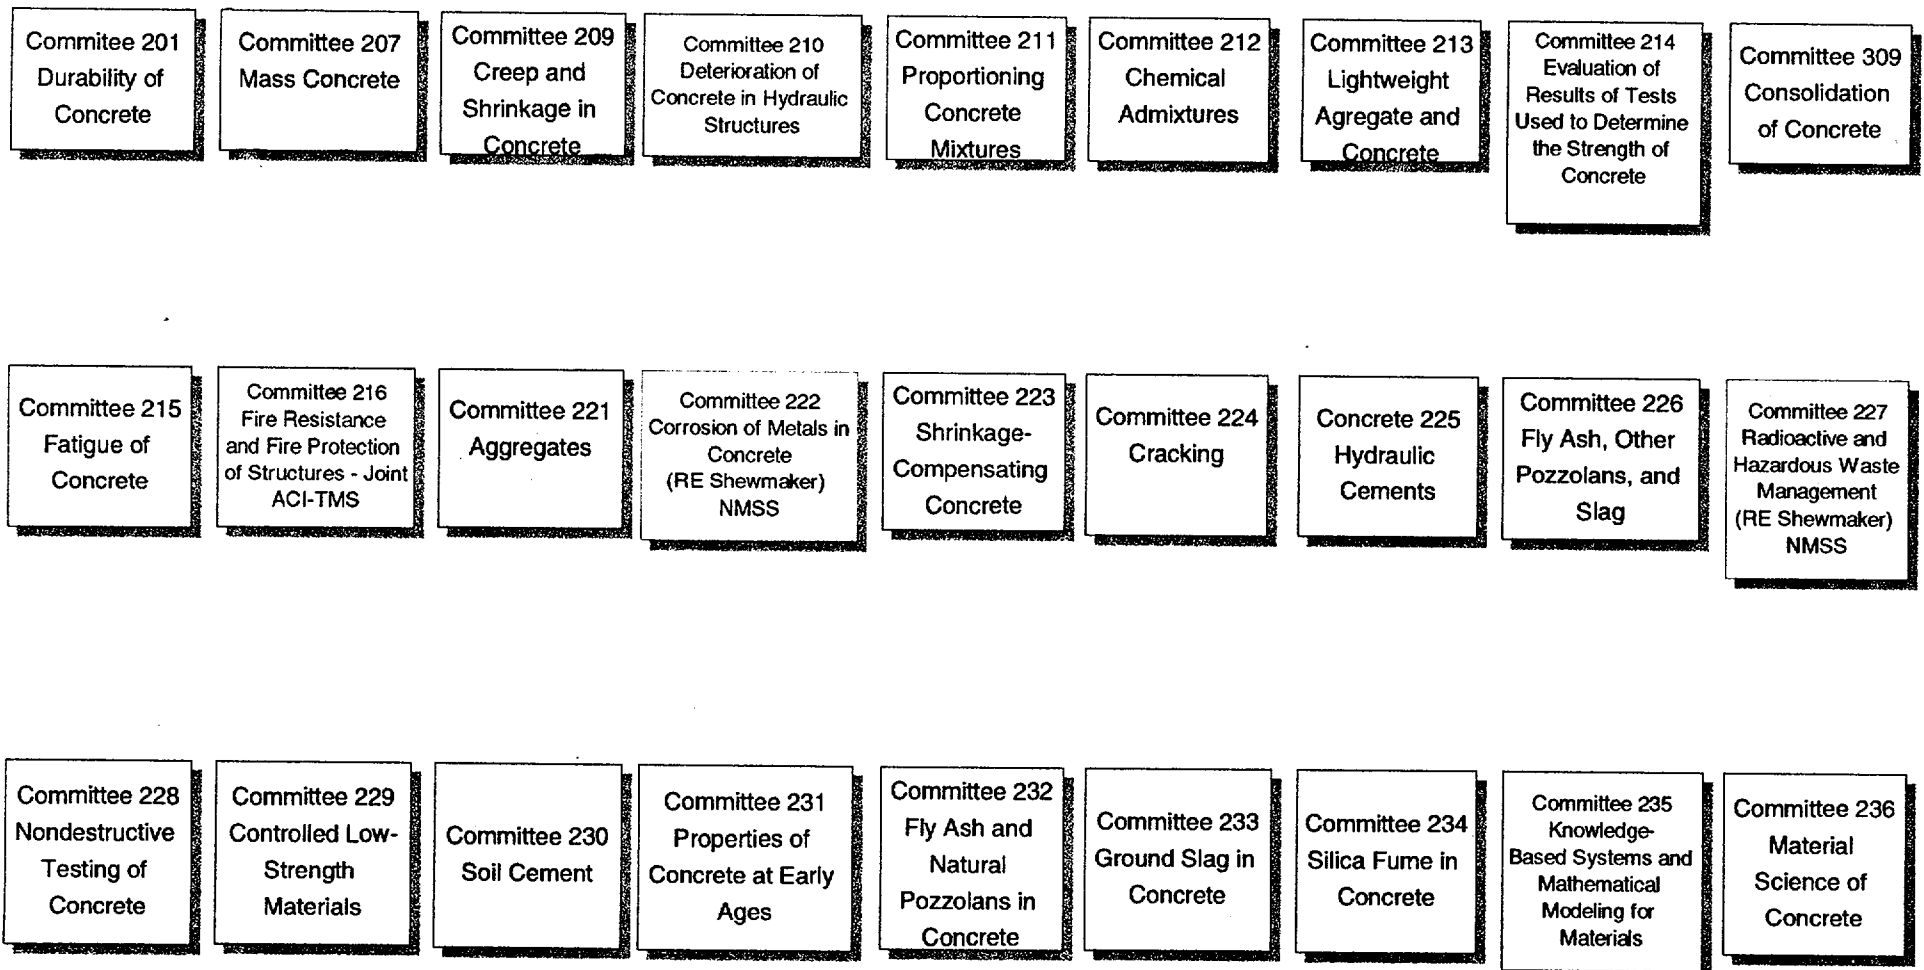 Commitee 201
Durability of
Concrete
Committee 207
Mass Concrete
Committee 209
Creep and
Shrinkage in
Concrete
Committee 210
Deterioration of
Concrete in Hydraulic
Structures
Committee 211
Proportioning
Concrete
Mixtures
Committee 212
Chemical
Admixtures
Committee 213
Lightweight
Agregate and
Concrete
Committee 214
Evaluation of
Results of Tests
Used to Determine
the Strength of
Concrete
Committee 309
Consolidation
of Concrete
Committee 215
Fatigue of
Concrete
Committee 216
Fire Resistance
and Fire Protection
of Structures - Joint
ACI-TMS
Committee 221
Aggregates
Committee 222
Corrosion of Metals in
Concrete
(RE Shewmaker)
NMSS
Committee 223
Shrinkage-
Compensating
Concrete
Committee 224
Cracking
Concrete 225
Hydraulic
Cements
Committee 226
Fly Ash, Other
Pozzolans, and
Slag
Committee 227
Radioactive and
Hazardous Waste
Management
(RE Shewmaker)
NMSS
Committee 228
Nondestructive
Testing of
Concrete
Committee 229
Controlled Low-
Strength
Materials
Committee 230
Soil Cement
Committee 231
Properties of
Concrete at Early
Ages
Committee 232
Fly Ash and
Natural
Pozzolans in
Concrete
Committee 233
Ground Slag in
Concrete
Committee 234
Silica Fume in
Concrete
Committee 235
Knowledge-
Based Systems and
Mathematical
Modeling for
Materials
Committee 236
Material
Science of
Concrete